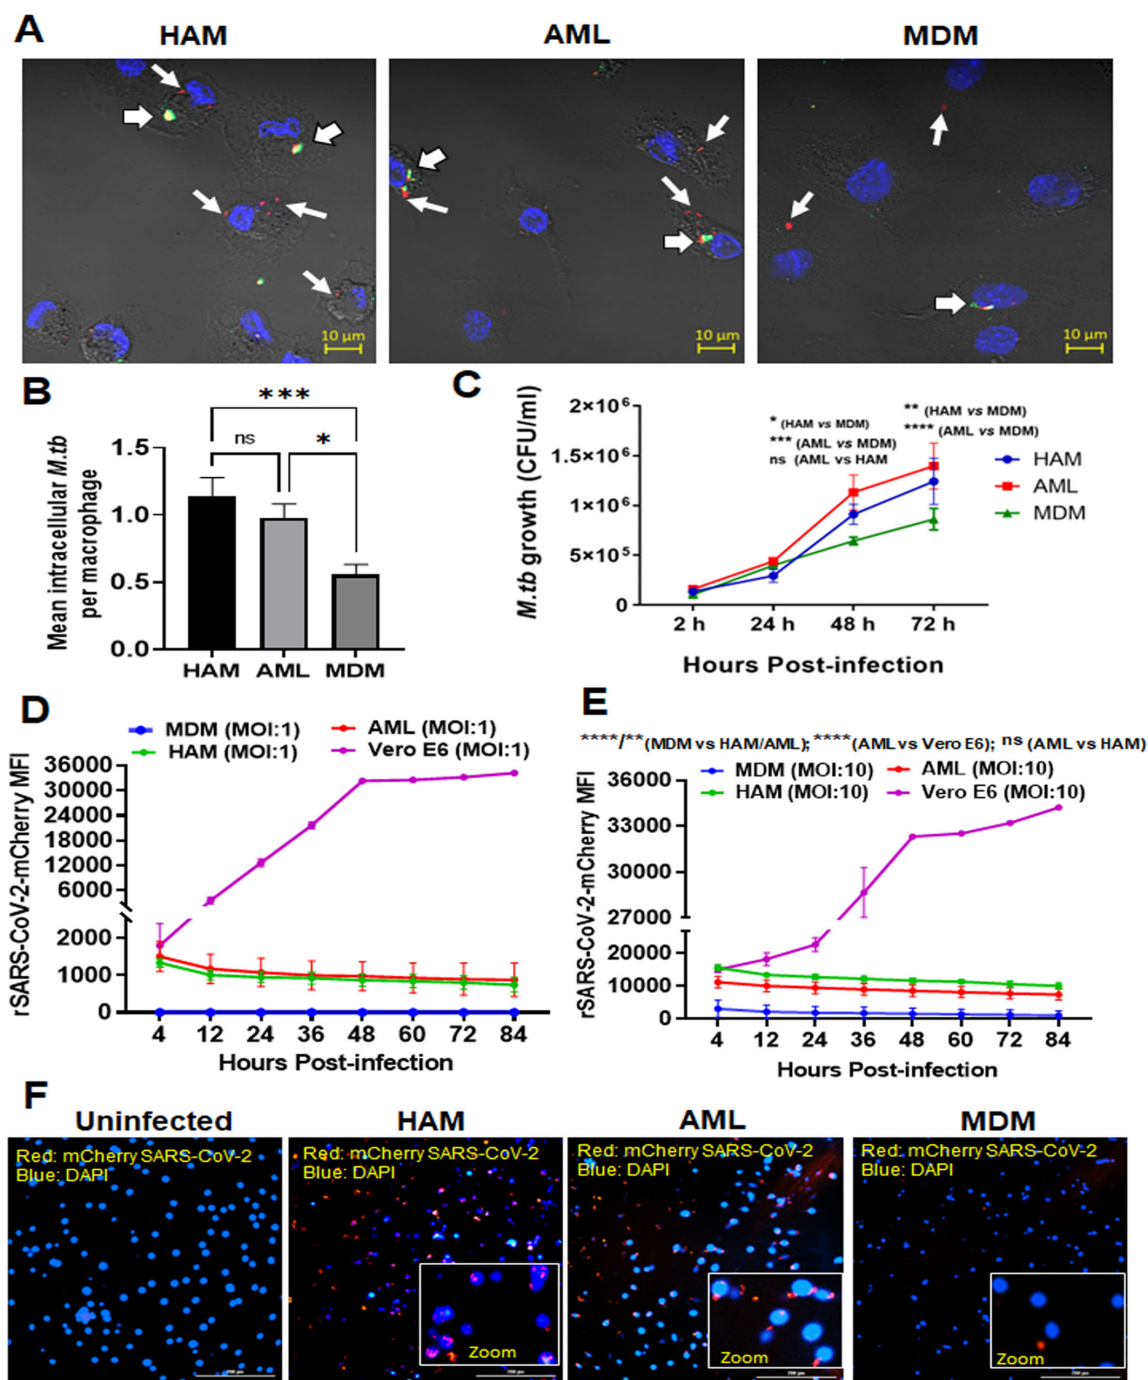 A
HAM
AML
MDM
10 µm
10 µm
10 µm
B
***
ns
*
1.5
1.0
0.5
0.0
Mean intracellular M.tb
per macrophage
HAM
AML
MDM
C
M.tb growth (CFU/ml)
2×10⁶
1.5×10⁶
1×10⁶
5×10⁵
0
* (HAM vs MDM)
*** (AML vs MDM)
ns (AML vs HAM
** (HAM vs MDM)
**** (AML vs MDM)
HAM
AML
MDM
2 h
24 h
48 h
72 h
Hours Post-infection
D
MDM (MOI:1)
AML (MOI:1)
HAM (MOI:1)
Vero E6 (MOI:1)
rSARS-CoV-2-mCherry MFI
36000
30000
24000
18000
12000
6000
2000
1000
0
4 12 24 36 48 60 72 84
Hours Post-infection
E
****/**(MDM vs HAM/AML); ****(AML vs Vero E6); ns (AML vs HAM)
MDM (MOI:10)
AML (MOI:10)
HAM (MOI:10)
Vero E6 (MOI:10)
rSARS-CoV-2-mCherry MFI
36000
33000
30000
27000
20000
10000
0
4 12 24 36 48 60 72 84
Hours Post-infection
F
Uninfected
HAM
AML
MDM
Red: mCherry SARS-CoV-2
Blue: DAPI
Red: mCherry SARS-CoV-2
Blue: DAPI
Zoom
Red: mCherry SARS-CoV-2
Blue: DAPI
Zoom
Red: mCherry SARS-CoV-2
Blue: DAPI
Zoom